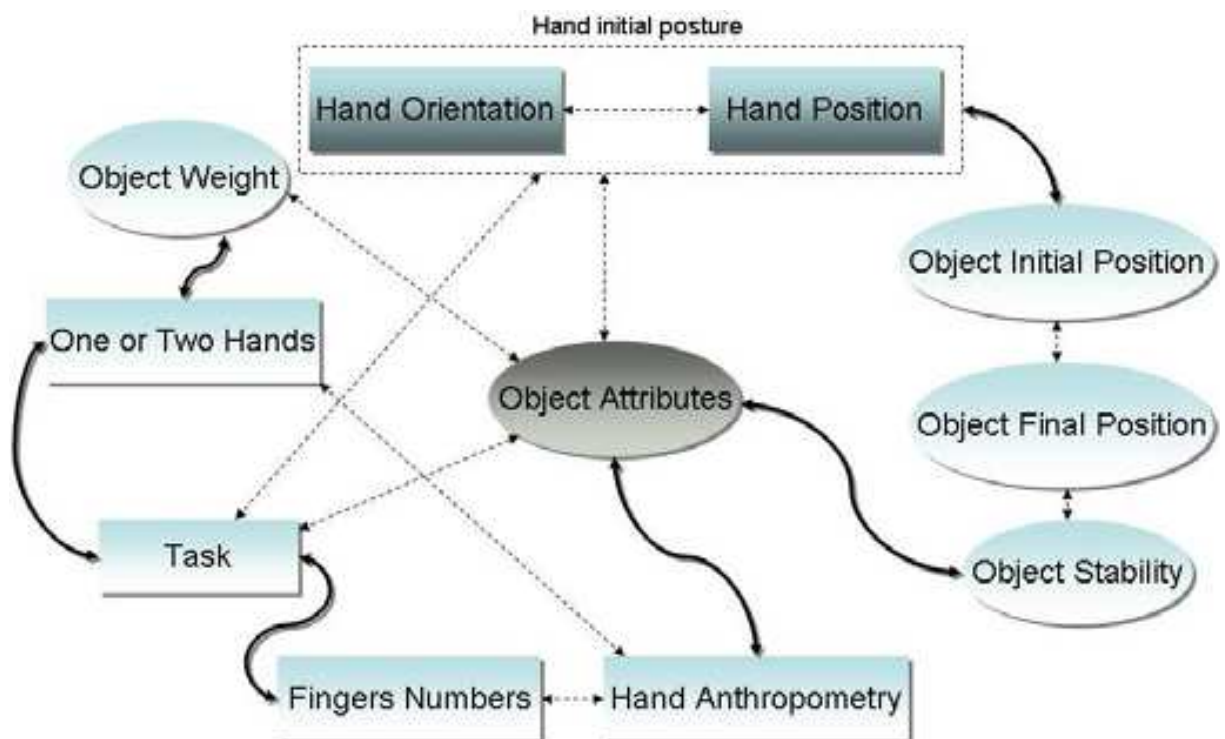 Hand initial posture
Hand Orientation
Hand Position
Object Weight
Object Initial Position
One or Two Hands
Object Attributes
Object Final Position
Task
Object Stability
Fingers Numbers
Hand Anthropometry